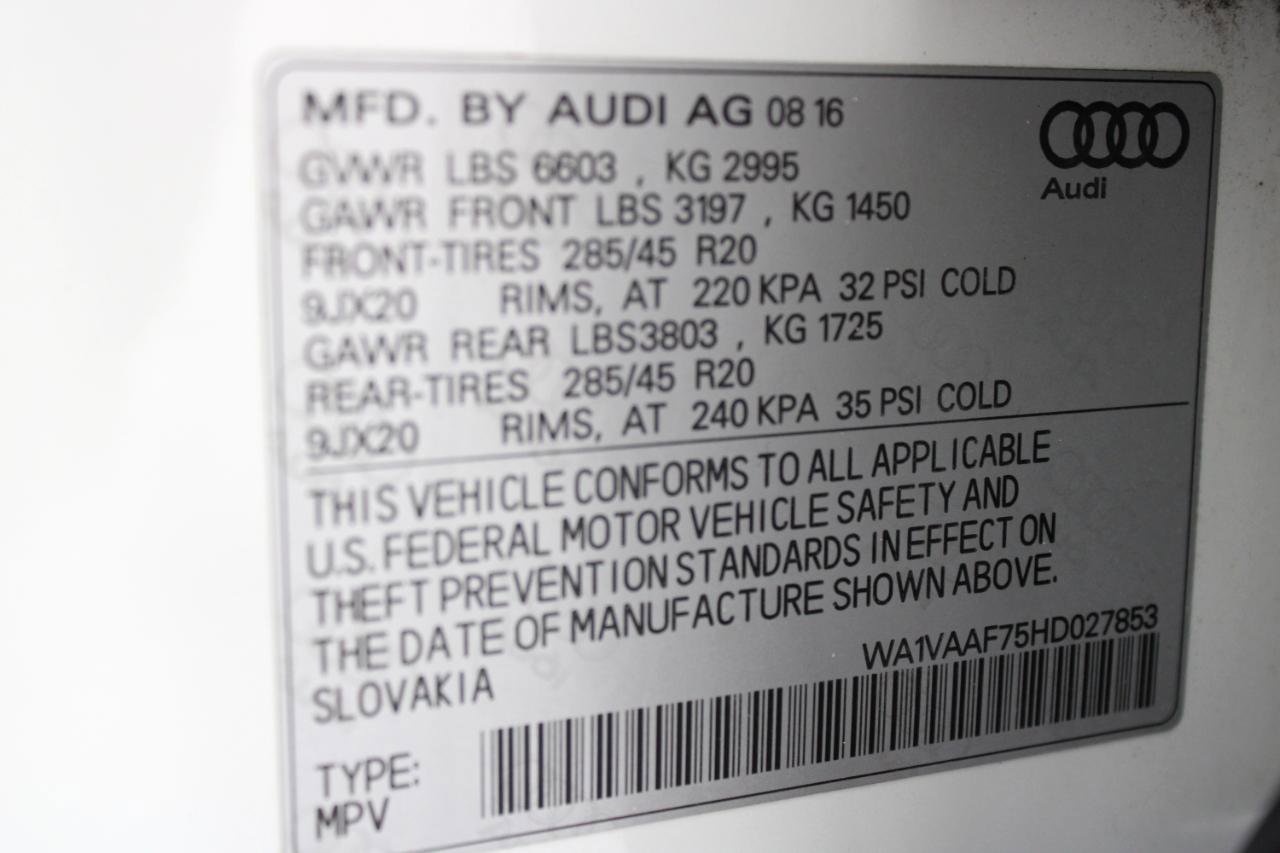 MFD. BY AUDI AG 08 16
Audi
GVWR LBS 6603 , KG 2995
GAWR FRONT LBS 3197 , KG 1450
FRONT-TIRES 285/45 R20
9JX20 RIMS, AT 220 KPA 32 PSI COLD
GAWR REAR LBS3803 , KG 1725
REAR-TIRES 285/45 R20
9JX20 RIMS, AT 240 KPA 35 PSI COLD
THIS VEHICLE CONFORMS TO ALL APPLICABLE
U.S. FEDERAL MOTOR VEHICLE SAFETY AND
THEFT PREVENTION STANDARDS IN EFFECT ON
THE DATE OF MANUFACTURE SHOWN ABOVE.
SLOVAKIA
WA1VAAF75HD027853
TYPE:
MPV